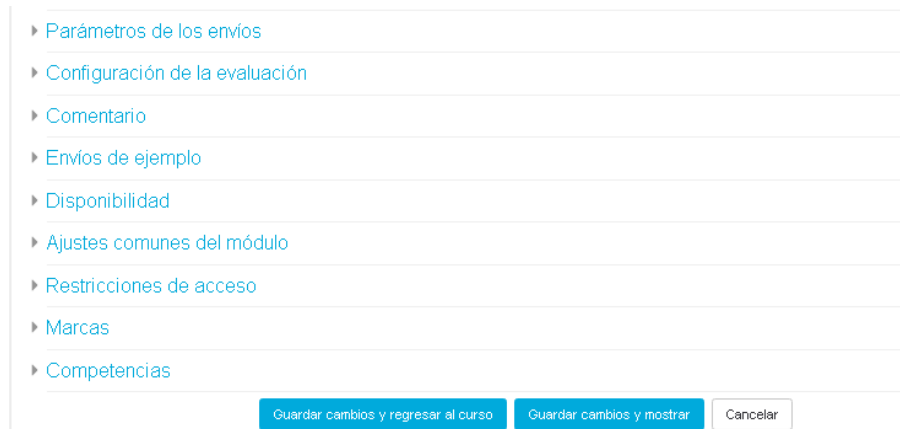 Parámetros de los envíos
Configuración de la evaluación
Comentario
Envíos de ejemplo
Disponibilidad
Ajustes comunes del módulo
Restricciones de acceso
Marcas
Competencias
Guardar cambios y regresar al curso Guardar cambios y mostrar Cancelar